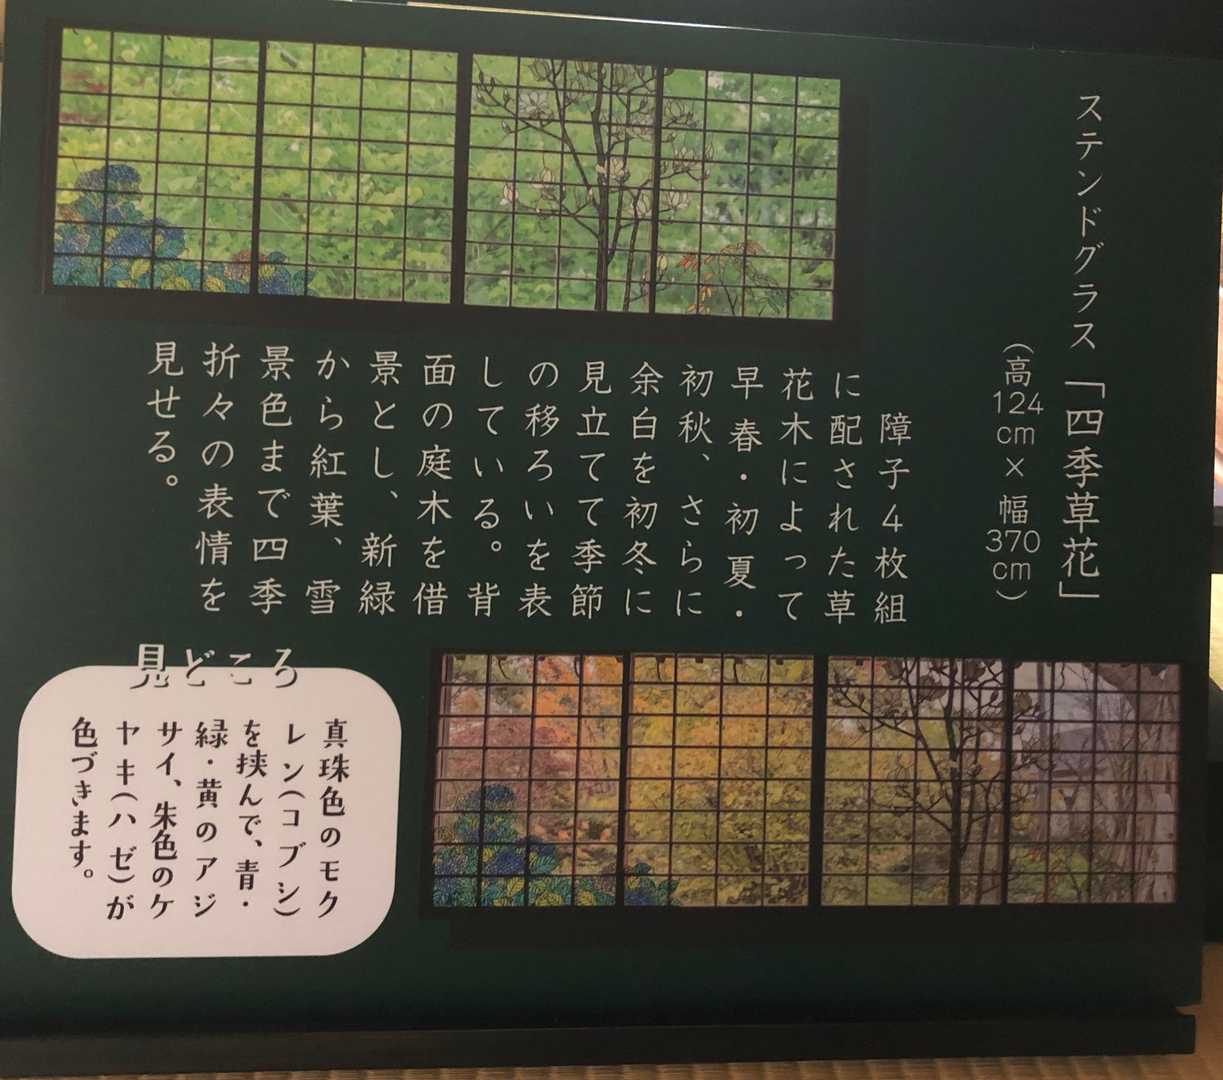 ステンドグラス「四季草花」
（高124cm×幅370cm）
障子4枚組
に配された草
花木によって
早春・初夏・
初秋、さらに
余白を初冬に
見立てて季節
の移ろいを表
している。背
面の庭木を借
景とし、新緑
から紅葉、雪
景色まで四季
折々の表情を
見せる。
見どころ
真珠色のモク
レン(コブシ)
を挟んで、青・
緑・黄のアジ
サイ、朱色のケ
ヤキ(ハゼ)が
色づきます。